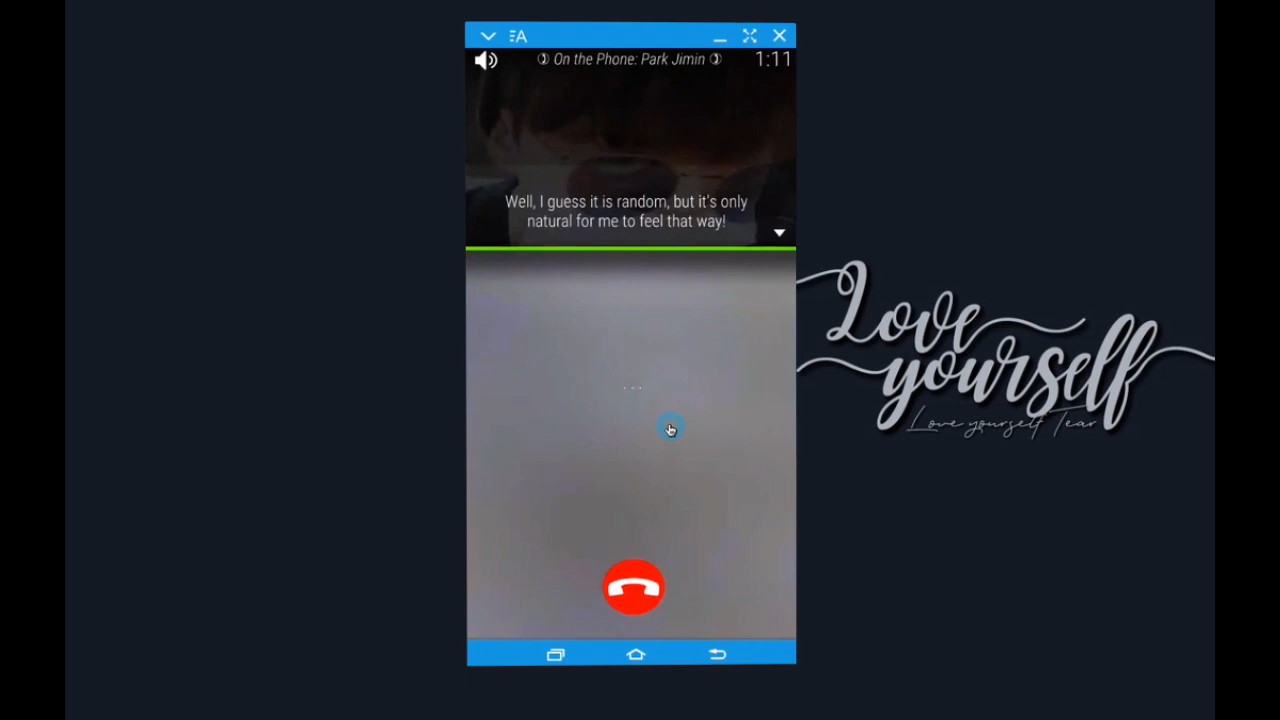 On the Phone: Park Jimin
1:11
Well, I guess it is random, but it's only
natural for me to feel that way!
...
Love
yourself
Love yourself Tear